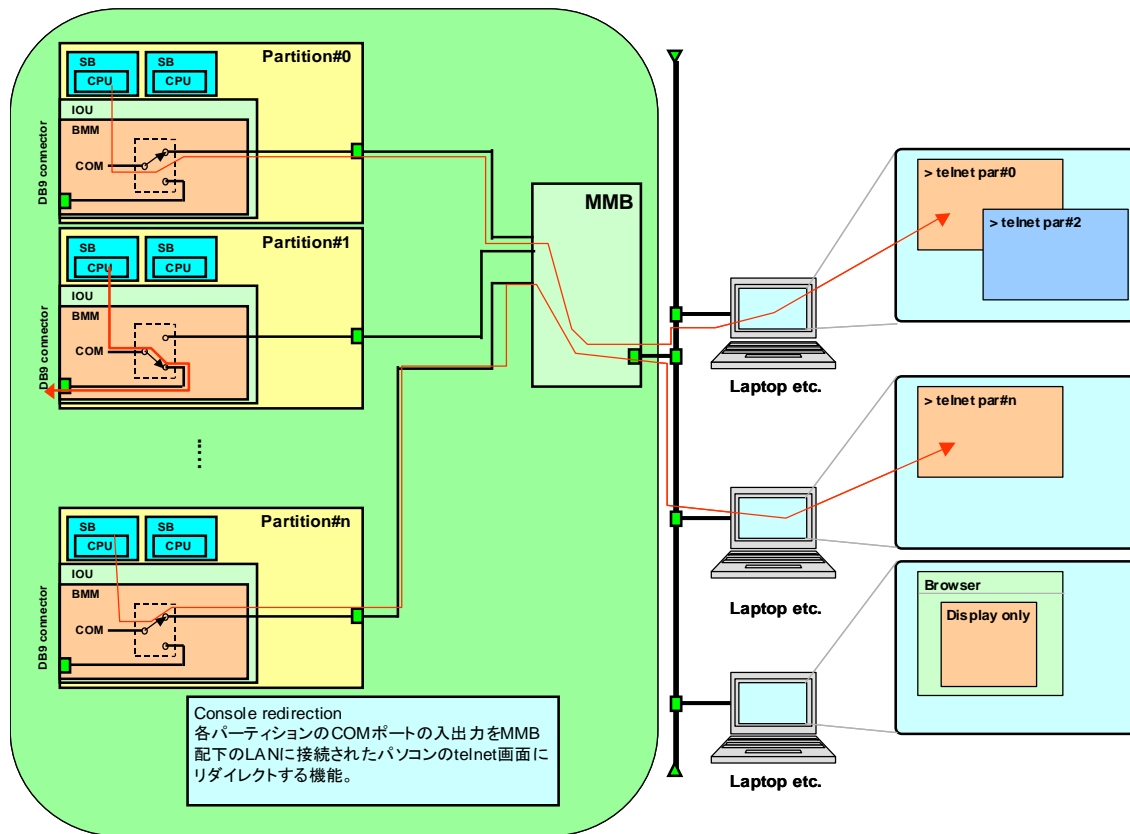 Partition#0
SB
CPU
SB
CPU
IOU
BMM
COM
DB9 connector
Partition#1
SB
CPU
SB
CPU
IOU
BMM
COM
DB9 connector
Partition#n
SB
CPU
SB
CPU
IOU
BMM
COM
DB9 connector
MMB
Console redirection
各パーティションのCOMポートの入出力をMMB
配下のLANに接続されたパソコンのtelnet画面に
リダイレクトする機能。
Laptop etc.
> telnet par#0
> telnet par#2
Laptop etc.
> telnet par#n
Laptop etc.
Browser
Display only